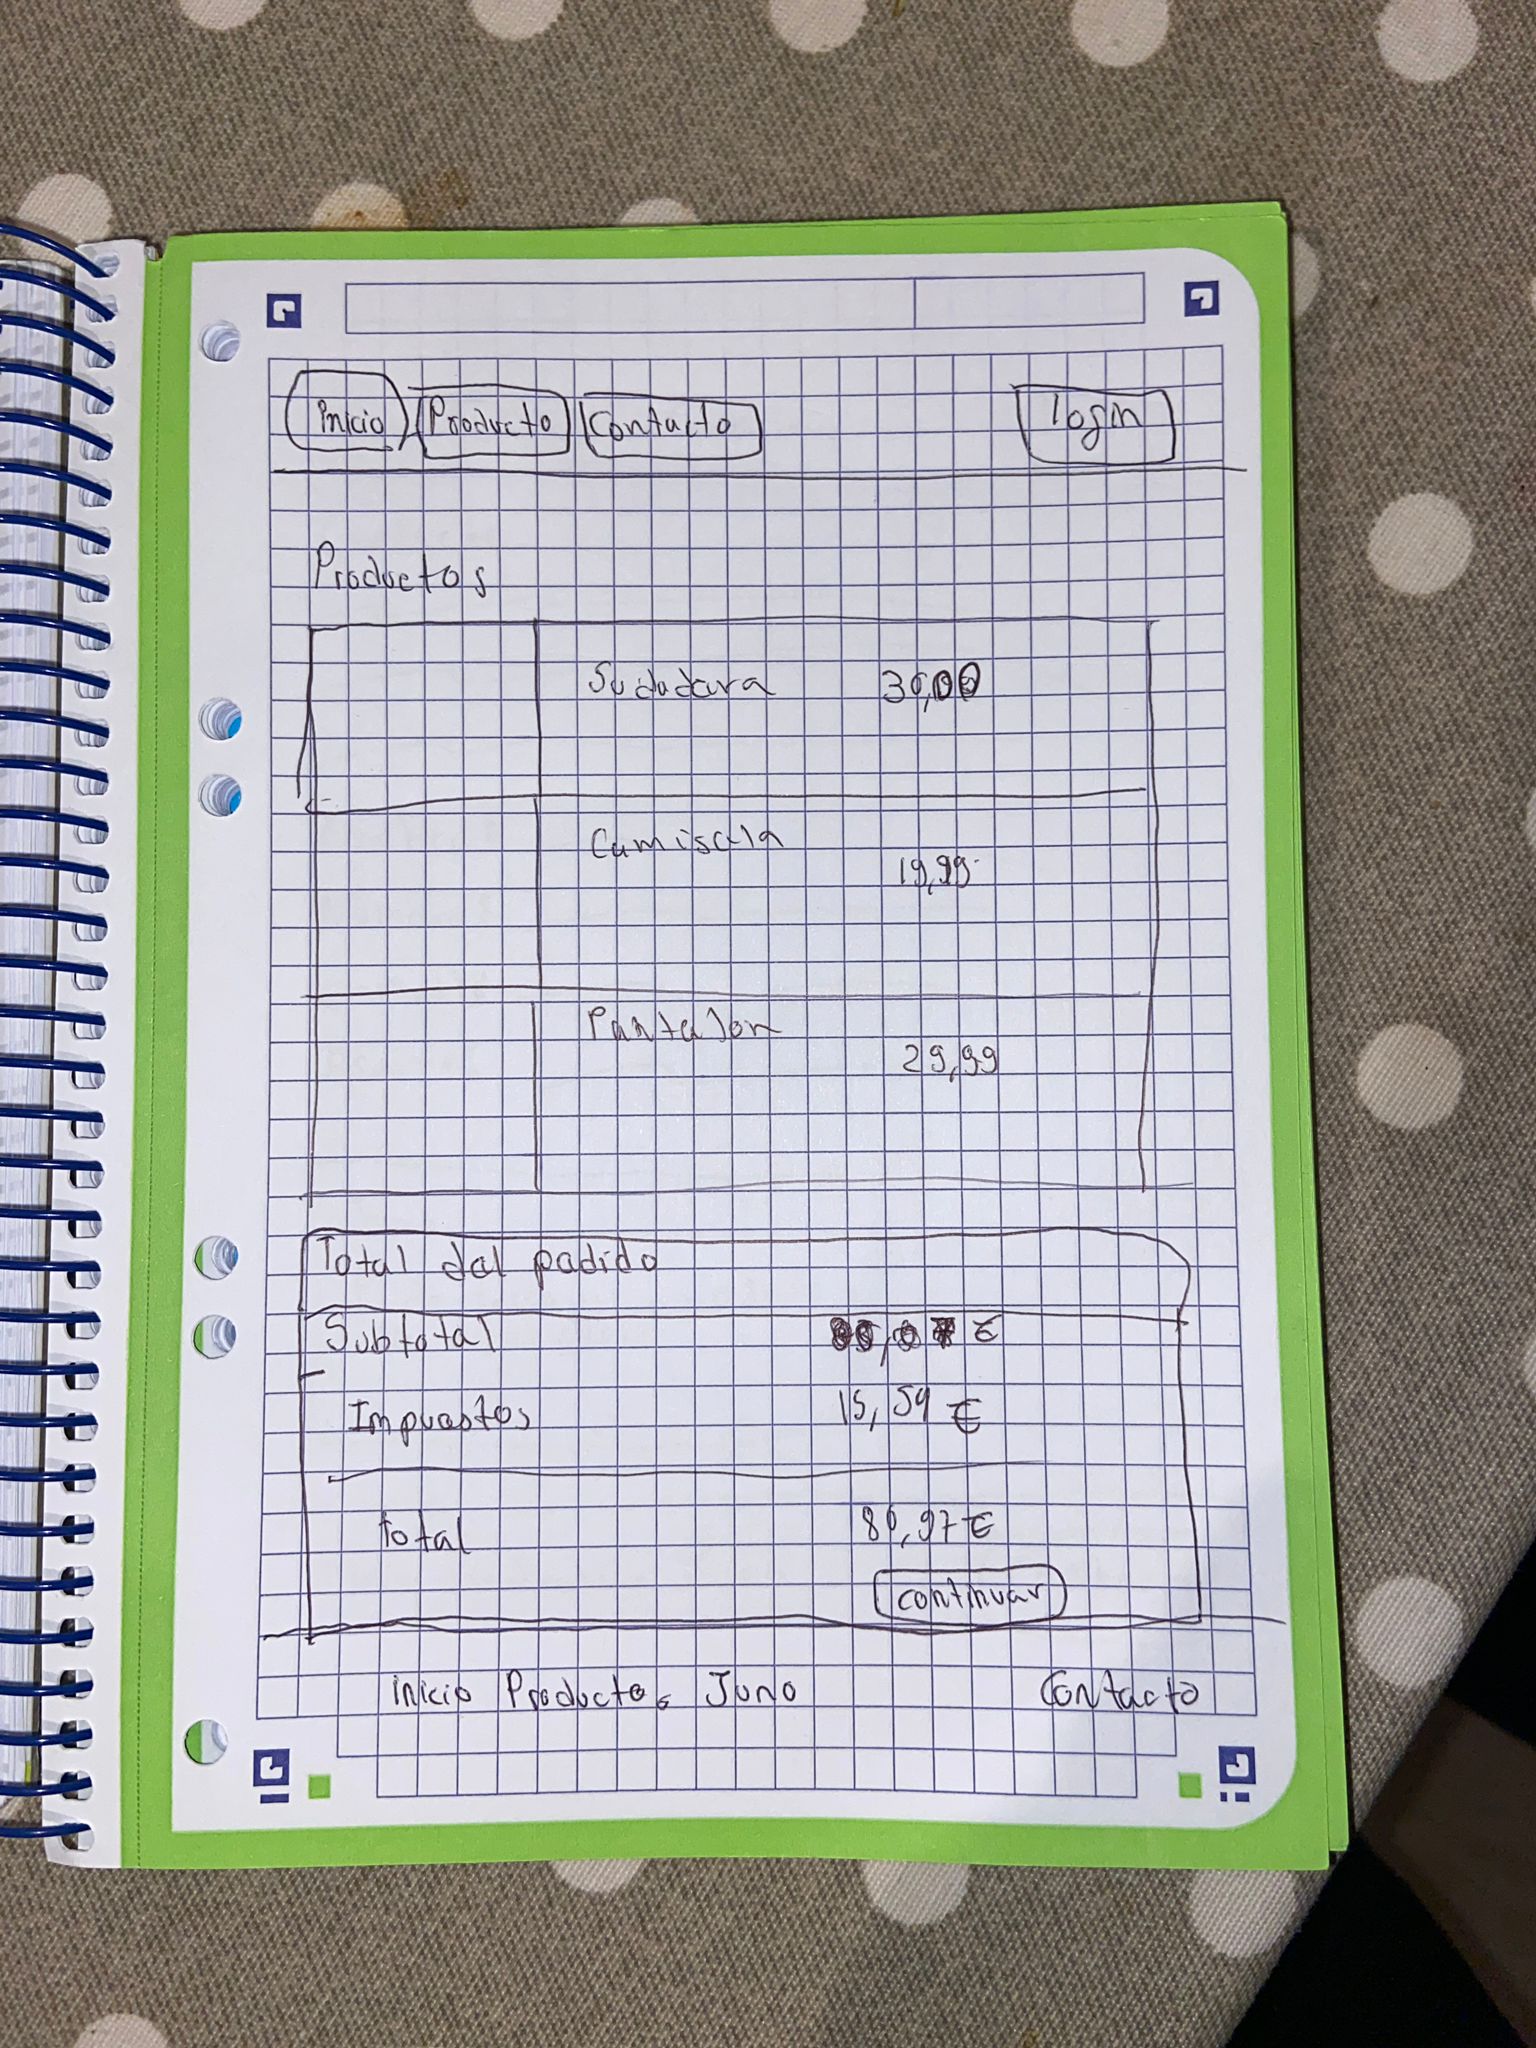 Inicio Producto Contacto login
Productos
Sudadera 30,00
Camiseta 19,99
Pantalon 29,99
Total del pedido
Subtotal €
Impuestos 15,59 €
Total 80,97 €
continuar
inicio Productos Juno Contacto